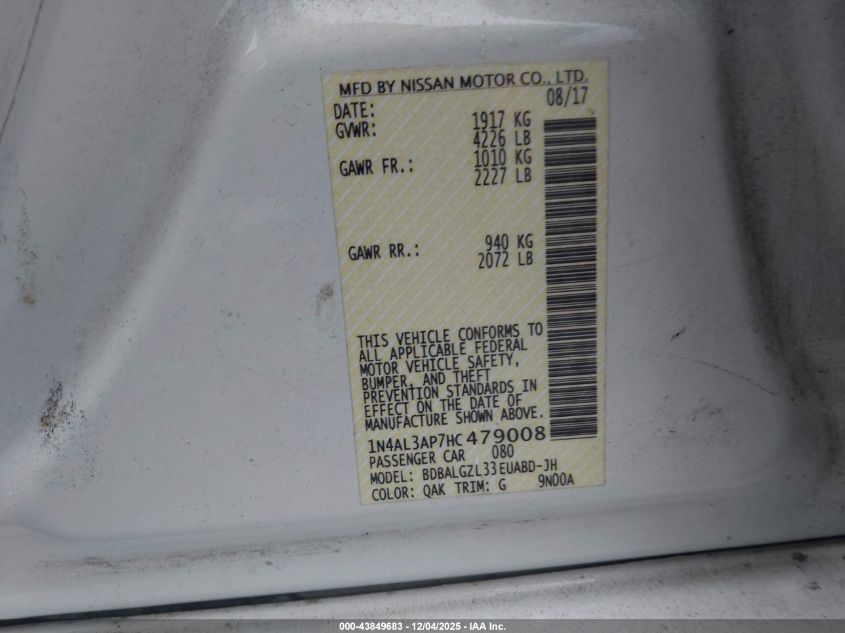 MFD BY NISSAN MOTOR CO., LTD.
DATE: 08/17
GVWR: 1917 KG
4226 LB
GAWR FR.: 1010 KG
2227 LB
GAWR RR.: 940 KG
2072 LB
THIS VEHICLE CONFORMS TO
ALL APPLICABLE FEDERAL
MOTOR VEHICLE SAFETY,
BUMPER, AND THEFT
PREVENTION STANDARDS IN
EFFECT ON THE DATE OF
MANUFACTURE SHOWN ABOVE.
1N4AL3AP7HC479008
PASSENGER CAR 080
MODEL: BDBALGZL33EUABD-JH
COLOR: QAK TRIM: G 9N00A
000-43849683 - 12/04/2025 - IAA Inc.